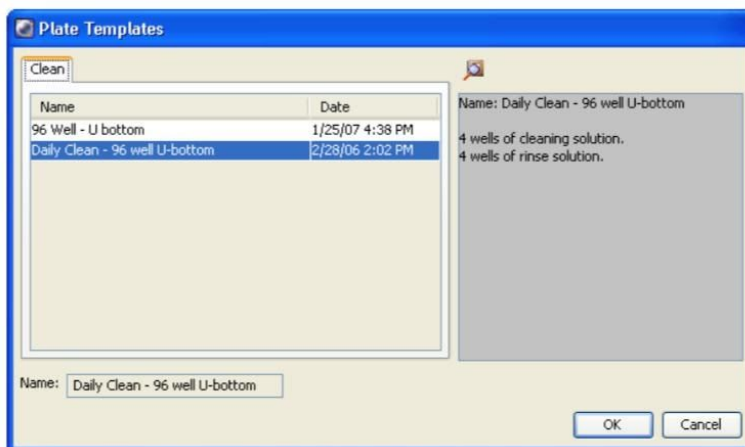 Plate Templates
Clean
Name Date
96 Well - U bottom 1/25/07 4:38 PM
Daily Clean - 96 well U-bottom 2/28/06 2:02 PM
Name: Daily Clean - 96 well U-bottom
4 wells of cleaning solution.
4 wells of rinse solution.
Name: Daily Clean - 96 well U-bottom
OK Cancel